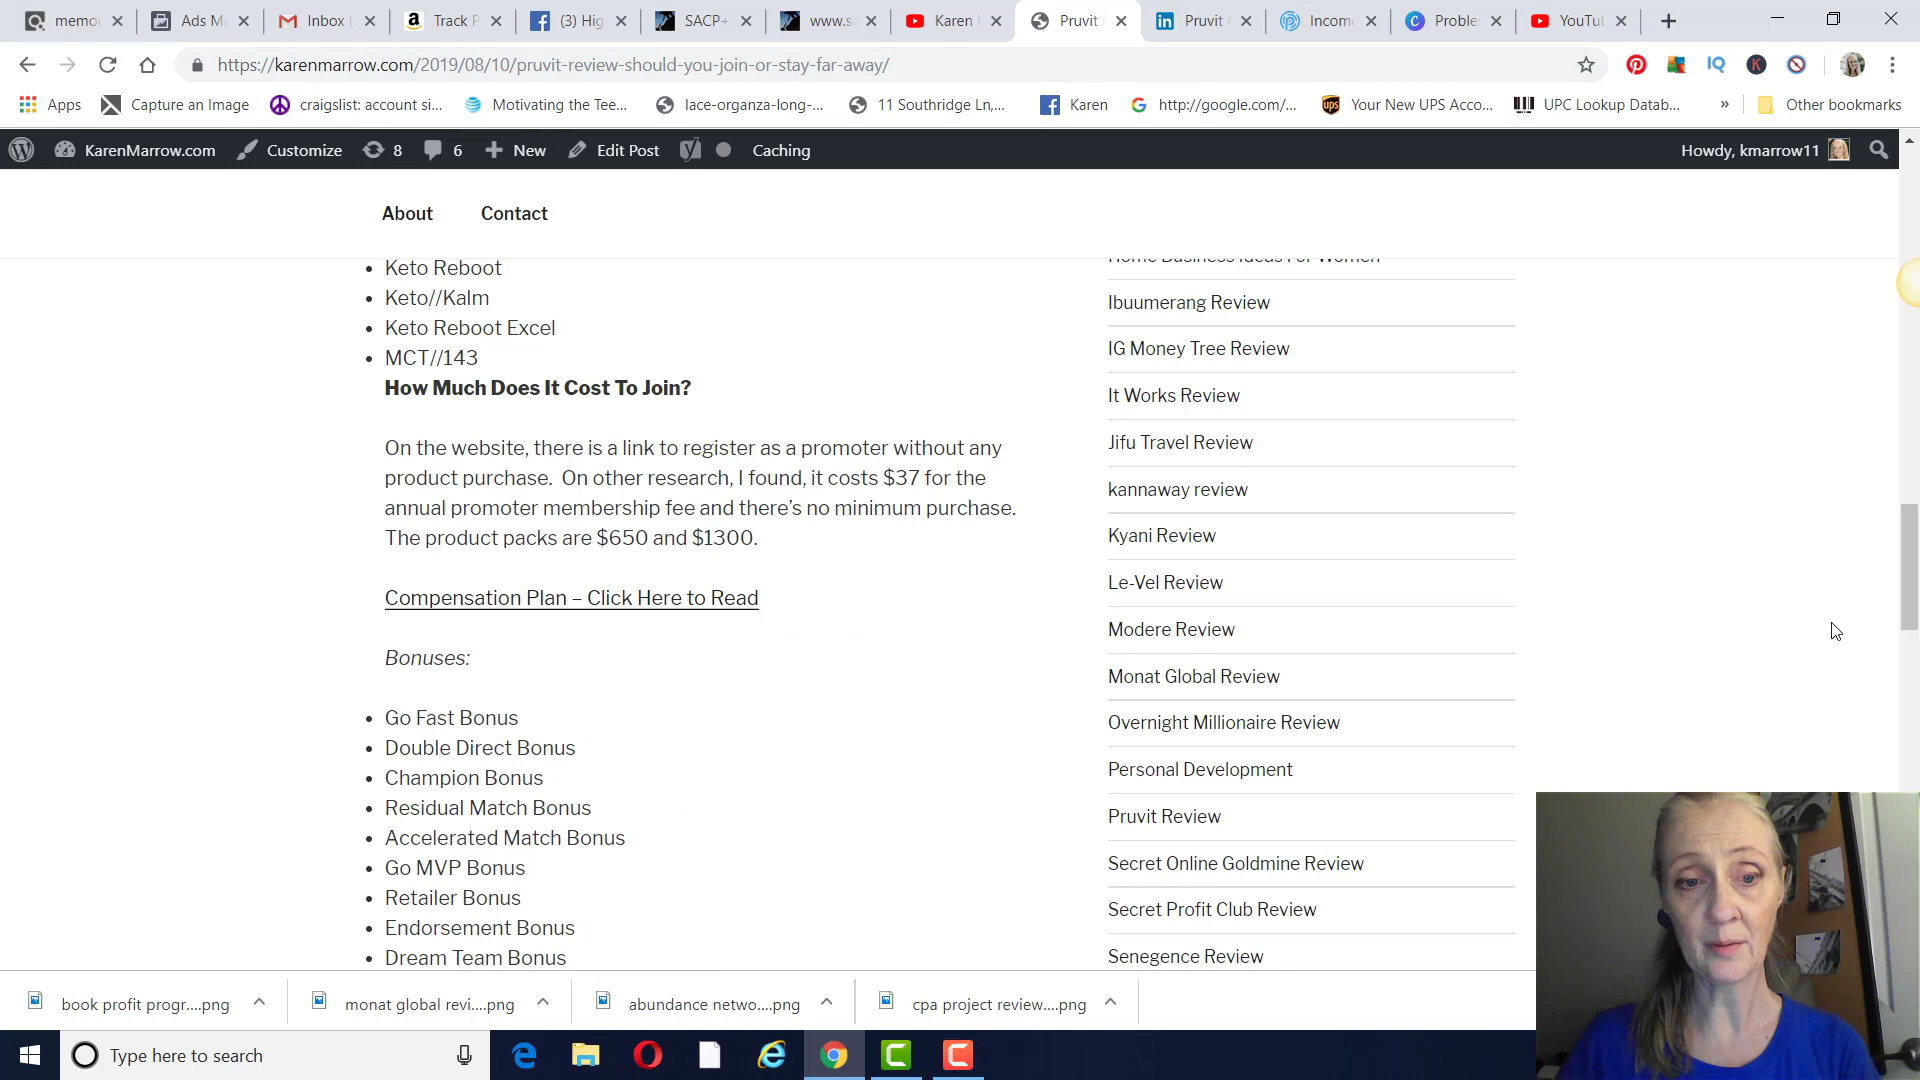 memo
Ads M
Inbox
Track P
(3) Hig
SACP+
www.s
Karen
Pruvit
Pruvit
Income
Proble
YouTu
https://karenmarrow.com/2019/08/10/pruvit-review-should-you-join-or-stay-far-away/
Apps
Capture an Image
craigslist: account si...
Motivating the Tee...
lace-organza-long-...
11 Southridge Ln,...
Karen
http://google.com/...
Your New UPS Acco...
UPC Lookup Datab...
»
Other bookmarks
KarenMarrow.com
Customize
8
6
New
Edit Post
Caching
Howdy, kmarrow11
About
Contact
Keto Reboot
Keto//Kalm
Keto Reboot Excel
MCT//143
How Much Does It Cost To Join?
On the website, there is a link to register as a promoter without any
product purchase. On other research, I found, it costs $37 for the
annual promoter membership fee and there's no minimum purchase.
The product packs are $650 and $1300.
Compensation Plan – Click Here to Read
Bonuses:
Go Fast Bonus
Double Direct Bonus
Champion Bonus
Residual Match Bonus
Accelerated Match Bonus
Go MVP Bonus
Retailer Bonus
Endorsement Bonus
Dream Team Bonus
Home Business Ideas For Women
Ibuumerang Review
IG Money Tree Review
It Works Review
Jifu Travel Review
kannaway review
Kyani Review
Le-Vel Review
Modere Review
Monat Global Review
Overnight Millionaire Review
Personal Development
Pruvit Review
Secret Online Goldmine Review
Secret Profit Club Review
Senegence Review
book profit progr....png
monat global revi....png
abundance netwo....png
cpa project review....png
Type here to search